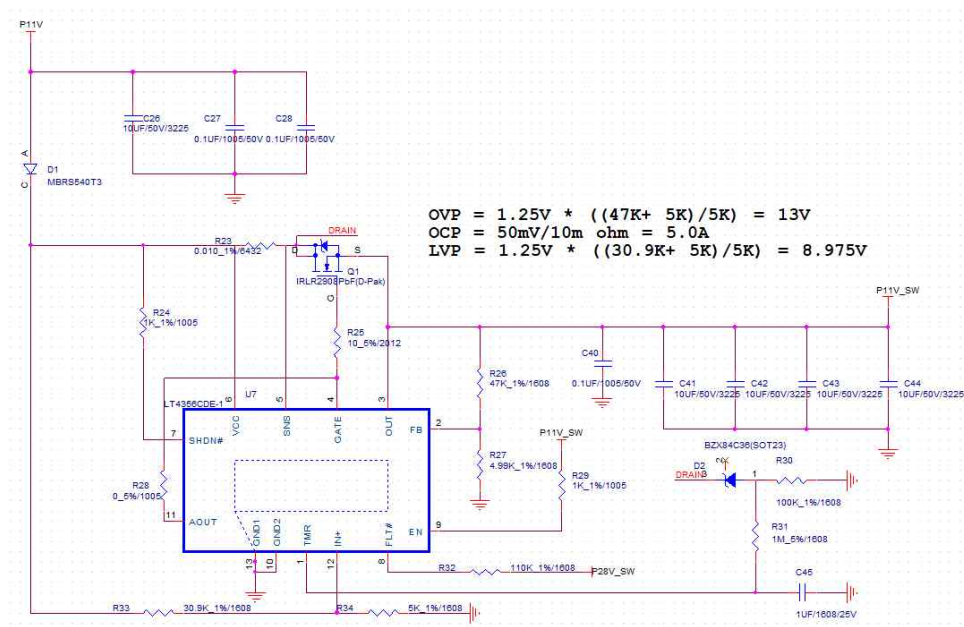 P11V
C26
10UF/50V/3225
C27
0.1UF/1005/50V
C28
0.1UF/1005/50V
A
D1
MBRS540T3
C
OVP = 1.25V * ((47K+ 5K)/5K) = 13V
OCP = 50mV/10m ohm = 5.0A
LVP = 1.25V * ((30.9K+ 5K)/5K) = 8.975V
R23
0.010_1%/6432
DRAIN
D
S
Q1
IRLR2908PbF(D-Pak)
G
P11V_SW
R24
1K_1%/1005
R25
10_5%/2012
R26
47K_1%/1608
C40
0.1UF/1005/50V
C41
10UF/50V/3225
C42
10UF/50V/3225
C43
10UF/50V/3225
C44
10UF/50V/3225
U7
LT4356CDE-1
6
5
4
3
VCC
SNS
GATE
OUT
7
SHDN#
FB
2
P11V_SW
BZX84C36(SOT23)
R27
4.99K_1%/1608
R29
1K_1%/1005
D2
DRAIN
3
2
1
R30
100K_1%/1608
R28
0_5%/1005
11
AOUT
GND1
GND2
TMR
IN+
FLT#
EN
9
R31
1M_5%/1608
13
10
1
12
8
R32
110K_1%/1608
P28V_SW
C45
1UF/1608/25V
R33
30.9K_1%/1608
R34
5K_1%/1608